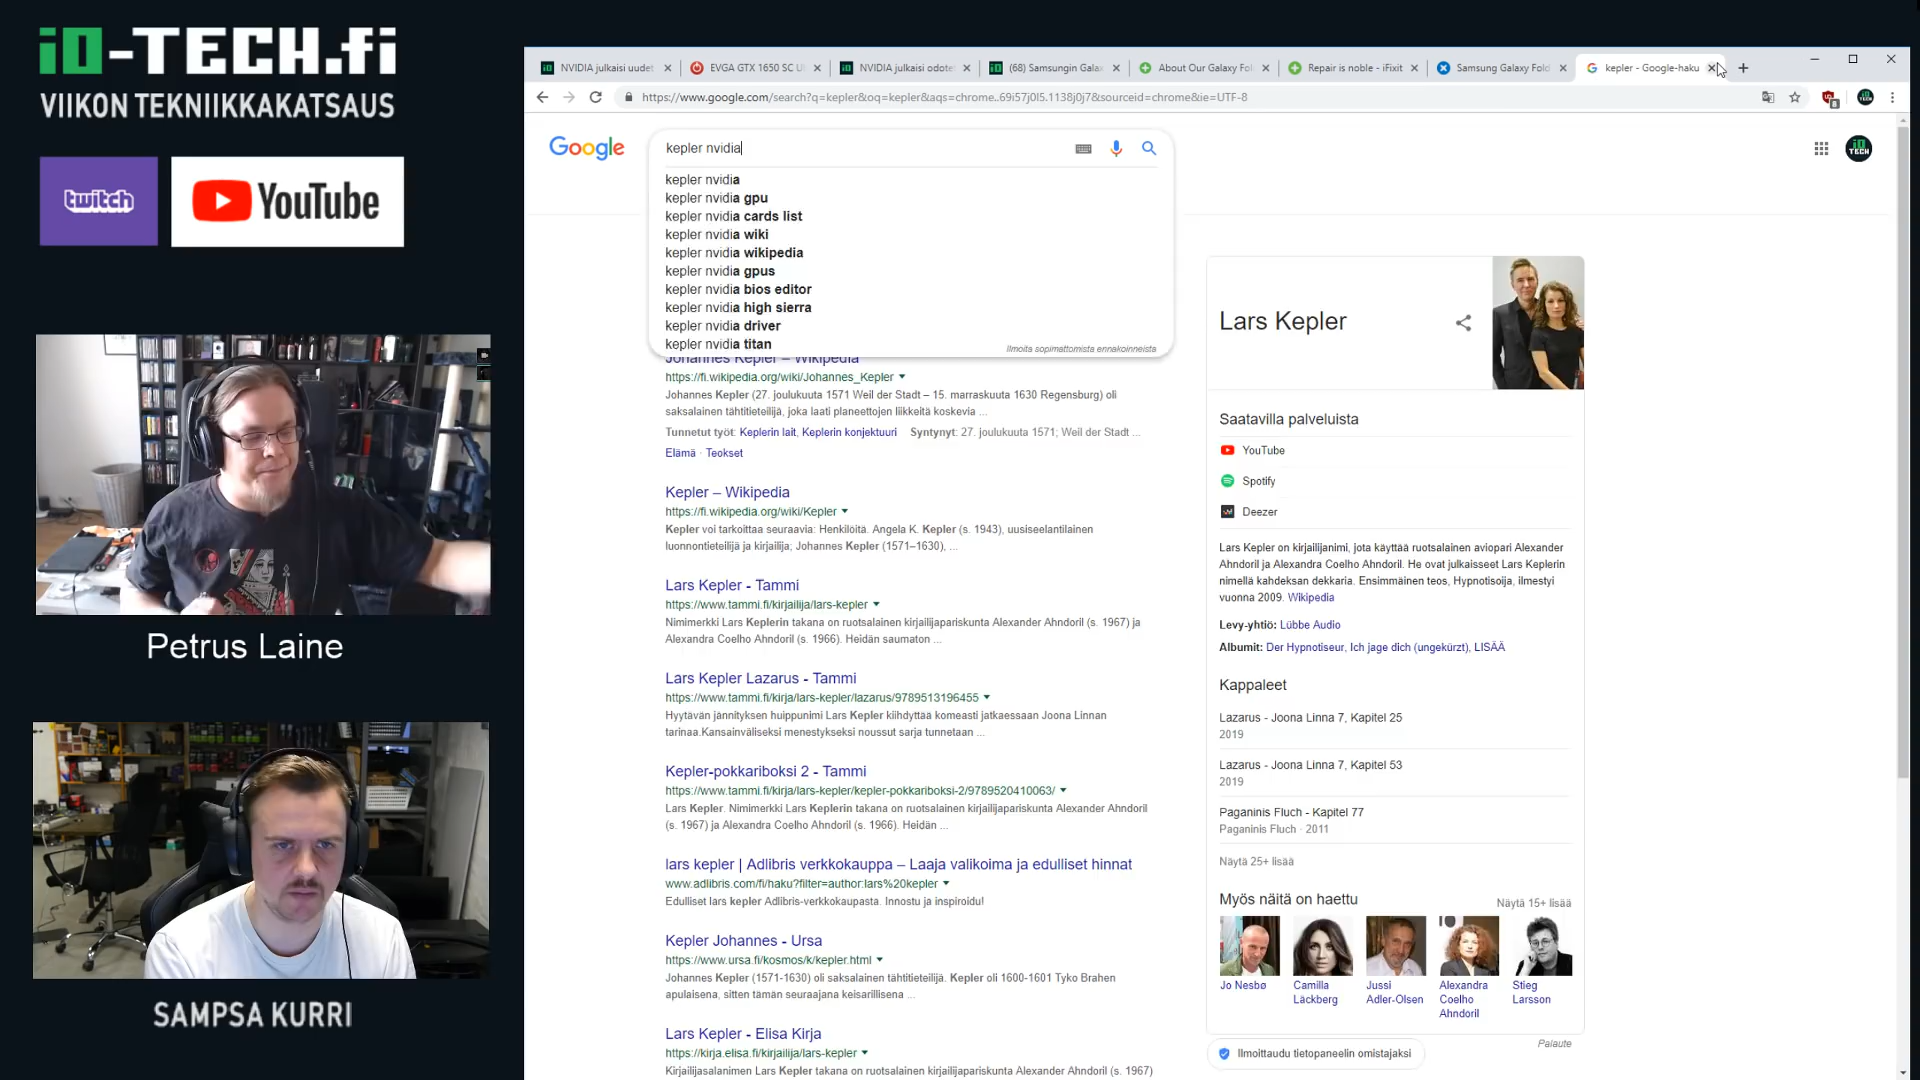 iO-TECH.fi
VIIKON TEKNIIKKAKATSAUS
twitch
YouTube
Petrus Laine
SAMPSA KURRI
NVIDIA julkaisi uudet
EVGA GTX 1650 SC Ul
NVIDIA julkaisi odote
(68) Samsungin Gala
About Our Galaxy Fol
Repair is noble - iFixit
Samsung Galaxy Fold
kepler - Google-haku
https://www.google.com/search?q=kepler&oq=kepler&aqs=chrome..69i57j0l5.1138j0j7&sourceid=chrome&ie=UTF-8
Google
kepler nvidia
iO TECH
kepler nvidia
kepler nvidia gpu
kepler nvidia cards list
kepler nvidia wiki
kepler nvidia wikipedia
kepler nvidia gpus
kepler nvidia bios editor
kepler nvidia high sierra
kepler nvidia driver
kepler nvidia titan
Ilmoita sopimattomista ennakoinneista
Johannes Kepler – Wikipedia
https://fi.wikipedia.org/wiki/Johannes_Kepler
Johannes Kepler (27. joulukuuta 1571 Weil der Stadt – 15. marraskuuta 1630 Regensburg) oli
saksalainen tähtitieteilijä, joka laati planeettojen liikkeitä koskevia ...
Tunnetut työt: Keplerin lait, Keplerin konjektuuri Syntynyt: 27. joulukuuta 1571; Weil der Stadt ...
Elämä · Teokset
Kepler – Wikipedia
https://fi.wikipedia.org/wiki/Kepler
Kepler voi tarkoittaa seuraavia: Henkilöitä. Angela K. Kepler (s. 1943), uusiseelantilainen
luonnontieteilijä ja kirjailija; Johannes Kepler (1571–1630), ...
Lars Kepler - Tammi
https://www.tammi.fi/kirjailija/lars-kepler
Nimimerkki Lars Keplerin takana on ruotsalainen kirjailijapariskunta Alexander Ahndoril (s. 1967) ja
Alexandra Coelho Ahndoril (s. 1966). Heidän saumaton ...
Lars Kepler Lazarus - Tammi
https://www.tammi.fi/kirja/lars-kepler/lazarus/9789513196455
Hyytävän jännityksen huippunimi Lars Kepler kiihdyttää komeasti jatkaessaan Joona Linnan
tarinaa.Kansainväliseksi menestykseksi noussut sarja tunnetaan ...
Kepler-pokkariboksi 2 - Tammi
https://www.tammi.fi/kirja/lars-kepler/kepler-pokkariboksi-2/9789520410063/
Lars Kepler. Nimimerkki Lars Keplerin takana on ruotsalainen kirjailijapariskunta Alexander Ahndoril
(s. 1967) ja Alexandra Coelho Ahndoril (s. 1966). Heidän ...
lars kepler | Adlibris verkkokauppa – Laaja valikoima ja edulliset hinnat
www.adlibris.com/fi/haku?filter=author:lars%20kepler
Edulliset lars kepler Adlibris-verkkokaupasta. Innostu ja inspiroidu!
Kepler Johannes - Ursa
https://www.ursa.fi/kosmos/k/kepler.html
Johannes Kepler (1571-1630) oli saksalainen tähtitieteilijä. Kepler oli 1600-1601 Tyko Brahen
apulaisena, sitten tämän seuraajana keisarillisena ...
Lars Kepler - Elisa Kirja
https://kirja.elisa.fi/kirjailija/lars-kepler
Kirjailijasalanimen Lars Kepler takana on ruotsalainen kirjailijapariskunta Alexander Ahndoril (s. 1967)
Lars Kepler
Saatavilla palveluista
YouTube
Spotify
Deezer
Lars Kepler on kirjailijanimi, jota käyttää ruotsalainen aviopari Alexander
Ahndoril ja Alexandra Coelho Ahndoril. He ovat julkaisseet Lars Keplerin
nimellä kahdeksan dekkaria. Ensimmäinen teos, Hypnotisoija, ilmestyi
vuonna 2009. Wikipedia
Levy-yhtiö: Lübbe Audio
Albumit: Der Hypnotiseur, Ich jage dich (ungekürzt), LISÄÄ
Kappaleet
Lazarus - Joona Linna 7, Kapitel 25
2019
Lazarus - Joona Linna 7, Kapitel 53
2019
Paganinis Fluch - Kapitel 77
Paganinis Fluch · 2011
Näytä 25+ lisää
Myös näitä on haettu
Näytä 15+ lisää
Jo Nesbø
Camilla
Läckberg
Jussi
Adler-Olsen
Alexandra
Coelho
Ahndoril
Stieg
Larsson
Palaute
Ilmoittaudu tietopaneelin omistajaksi